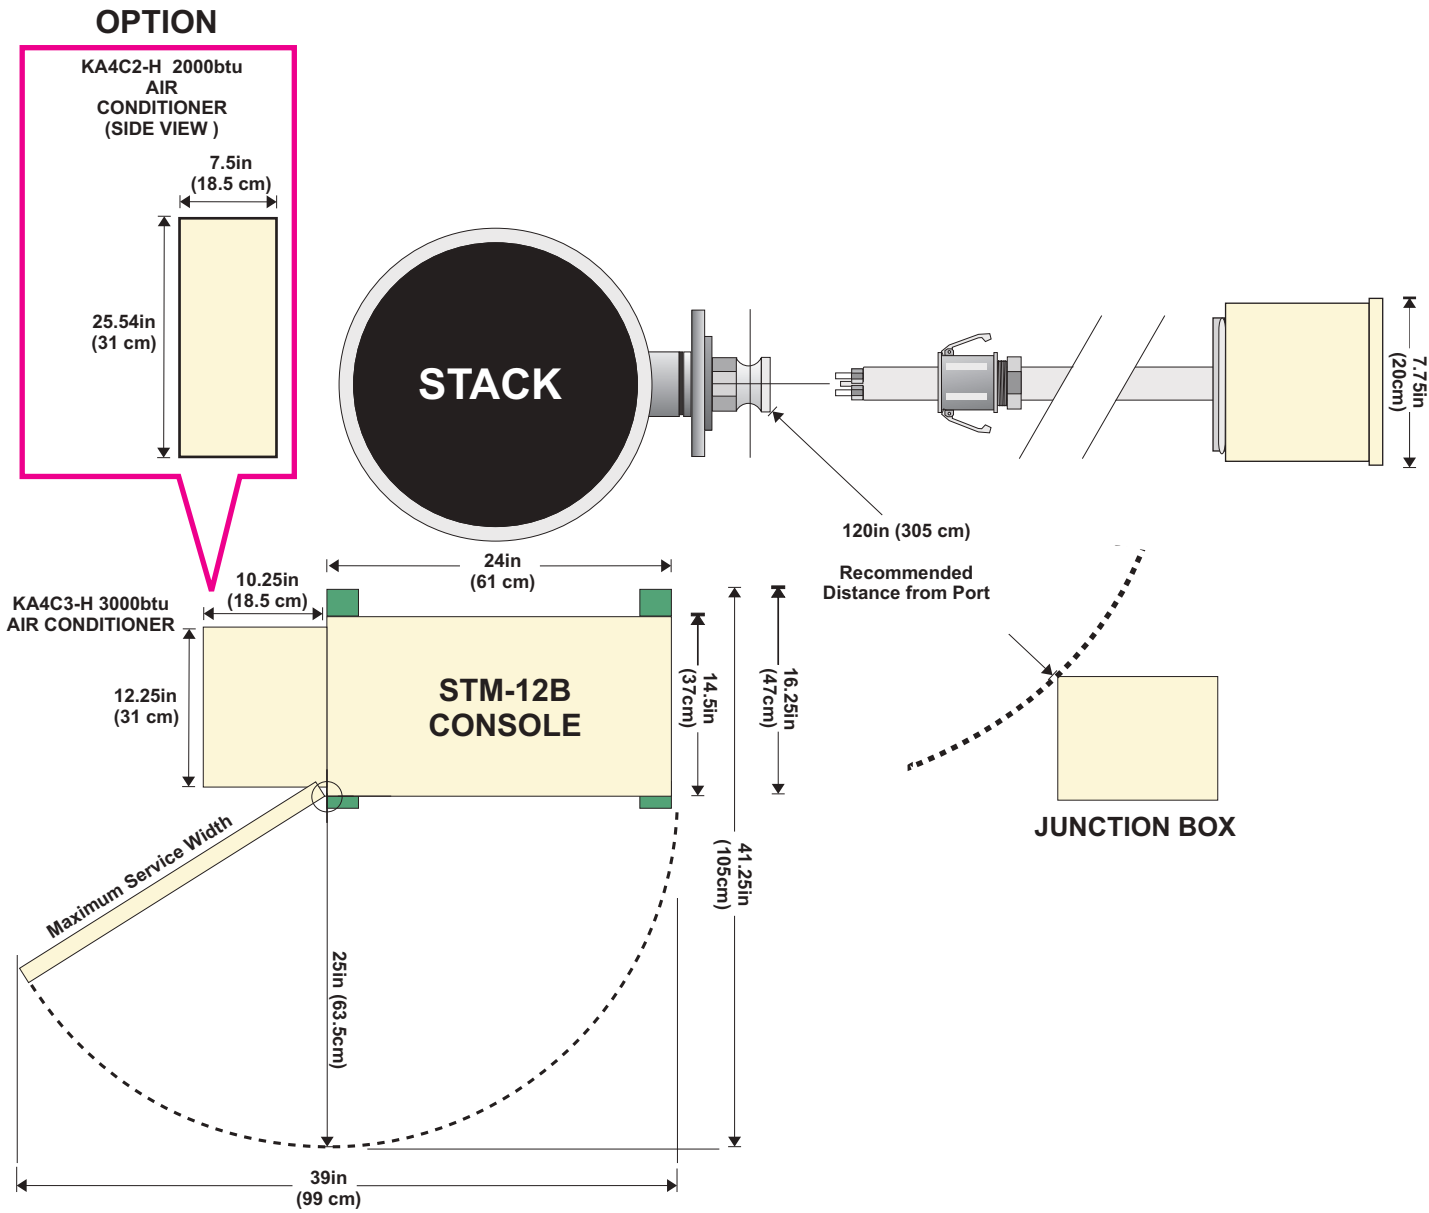 OPTION
KA4C2-H 2000btu
AIR
CONDITIONER
(SIDE VIEW )
7.5in
(18.5 cm)
25.54in
(31 cm)
STACK
7.75in
(20cm)
120in (305 cm)
Recommended
Distance from Port
24in
(61 cm)
10.25in
(18.5 cm)
KA4C3-H 3000btu
AIR CONDITIONER
12.25in
(31 cm)
STM-12B
CONSOLE
14.5in
(37cm)
16.25in
(47cm)
41.25in
(105cm)
JUNCTION BOX
Maximum Service Width
25in (63.5cm)
39in
(99 cm)